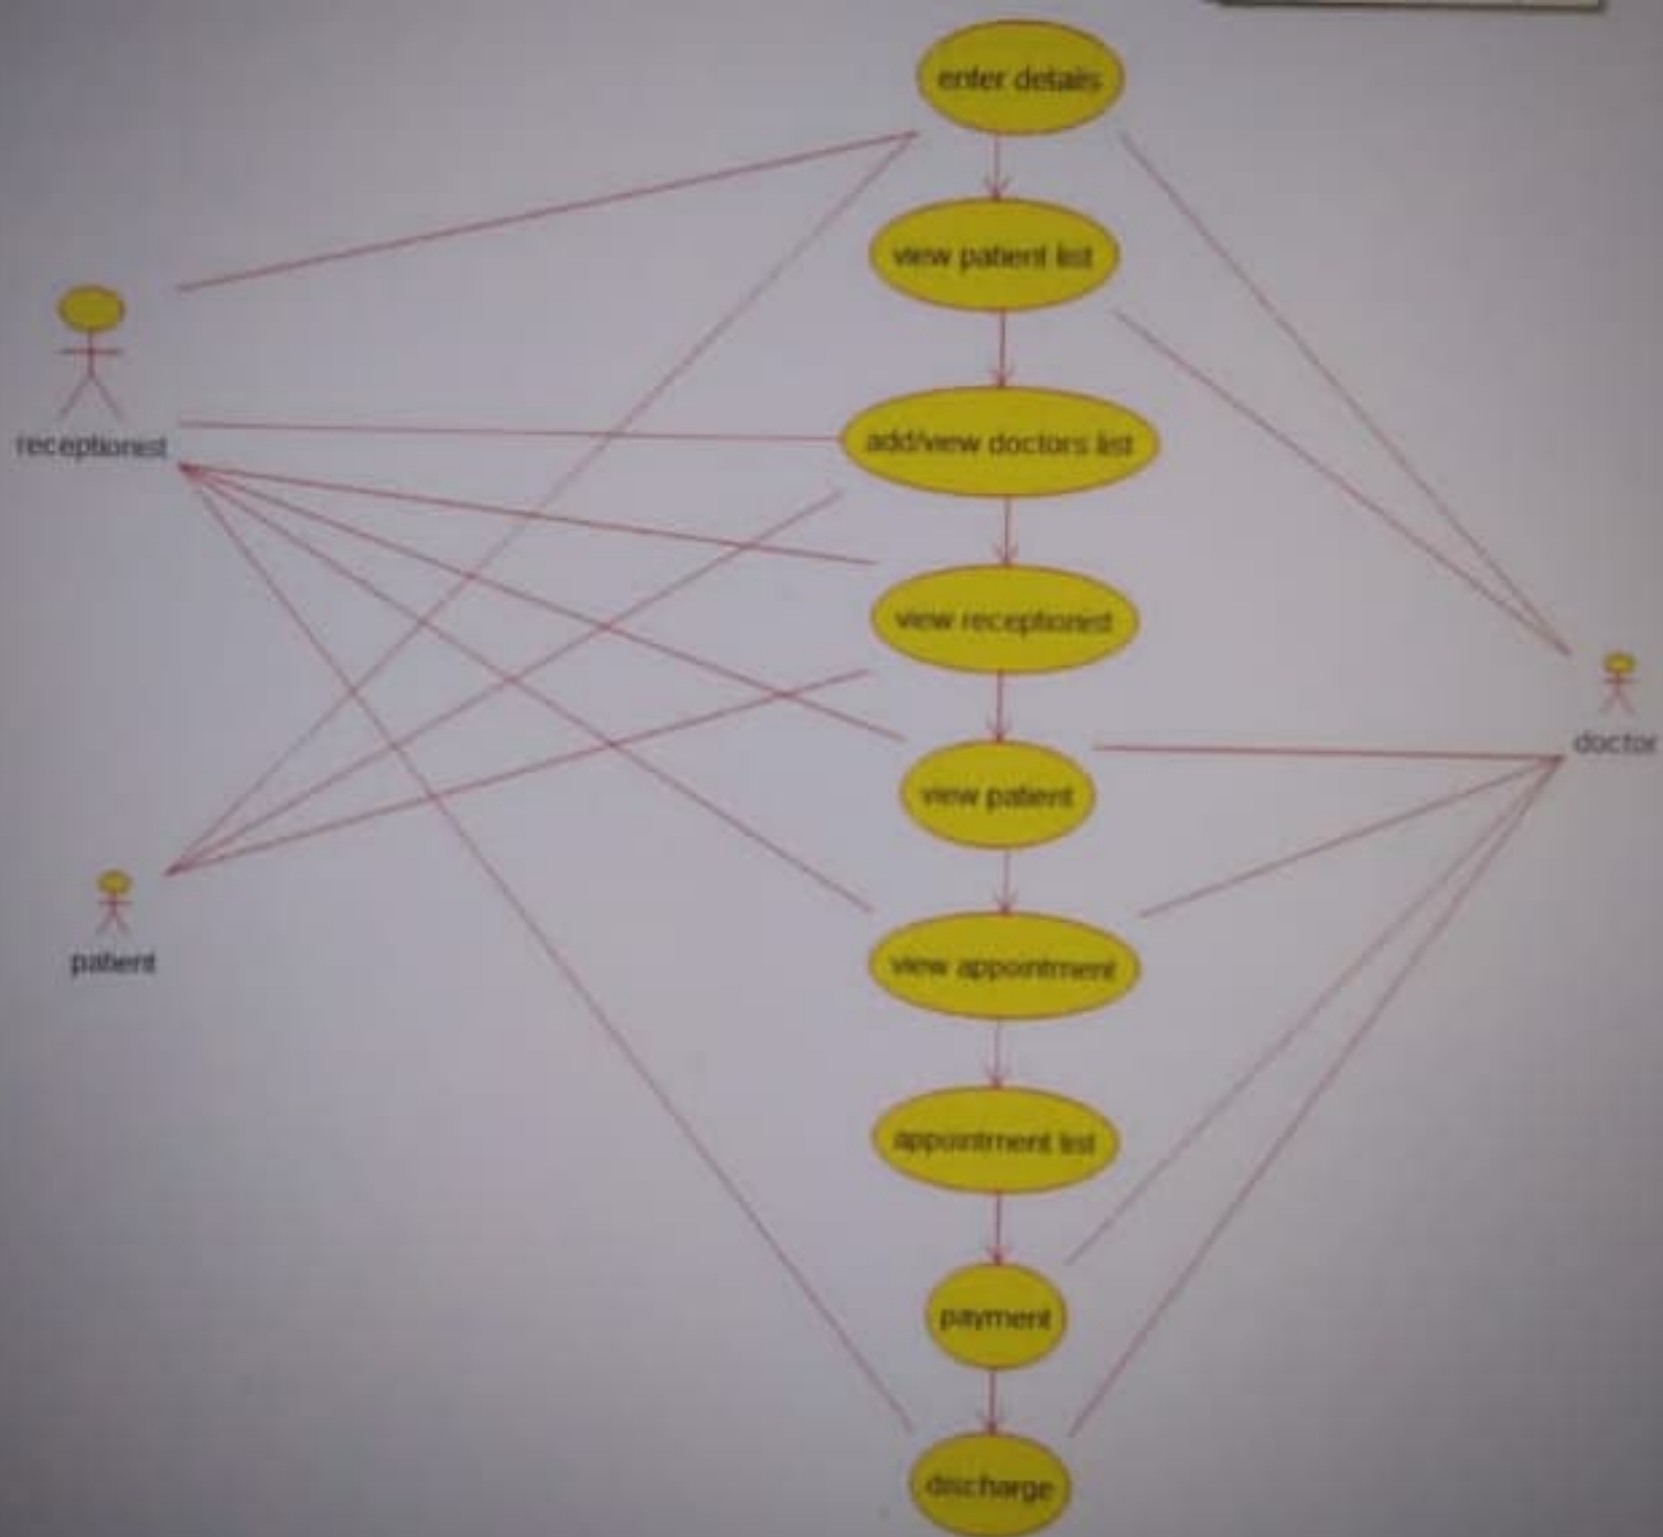 enter details
view patient list
receptionist
add/view doctors list
view receptionist
doctor
view patient
patient
view appointment
appointment list
payment
discharge